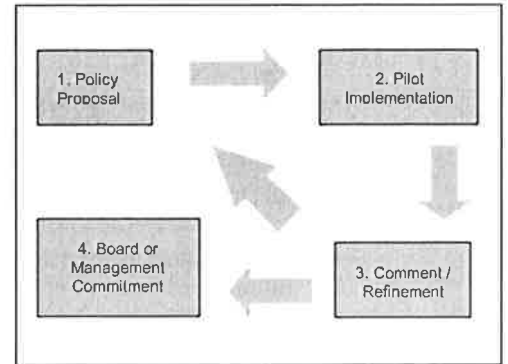 1. Policy
Proposal
2. Pilot
Implementation
3. Comment /
Refinement
4. Board or
Management
Commitment